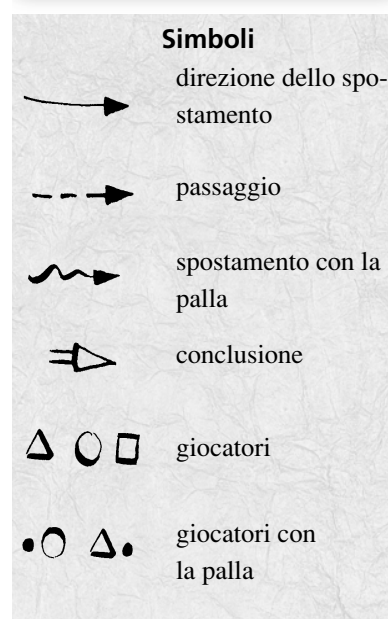 Simboli
direzione dello spo-
stamento
passaggio
spostamento con la
palla
conclusione
giocatori
giocatori con
la palla